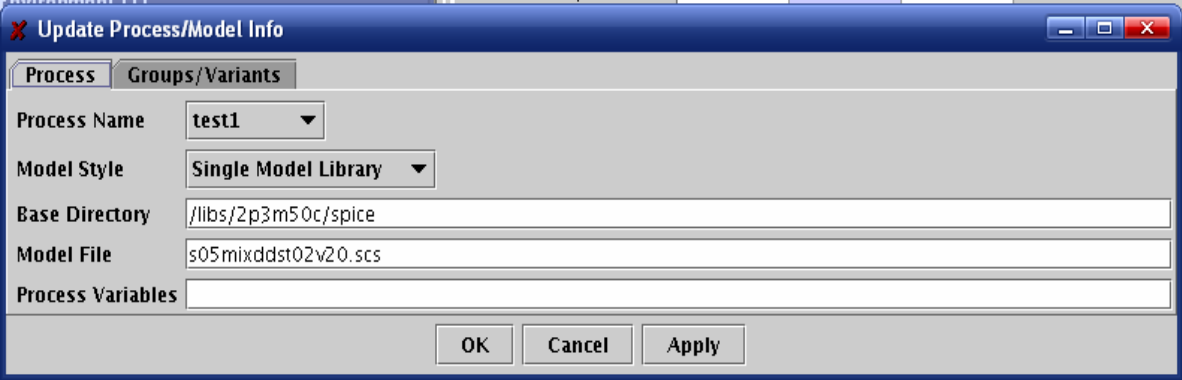 Update Process/Model Info
Process Groups/Variants
Process Name test1
Model Style Single Model Library
Base Directory /libs/2p3m50c/spice
Model File s05mixddst02v20.scs
Process Variables
OK Cancel Apply